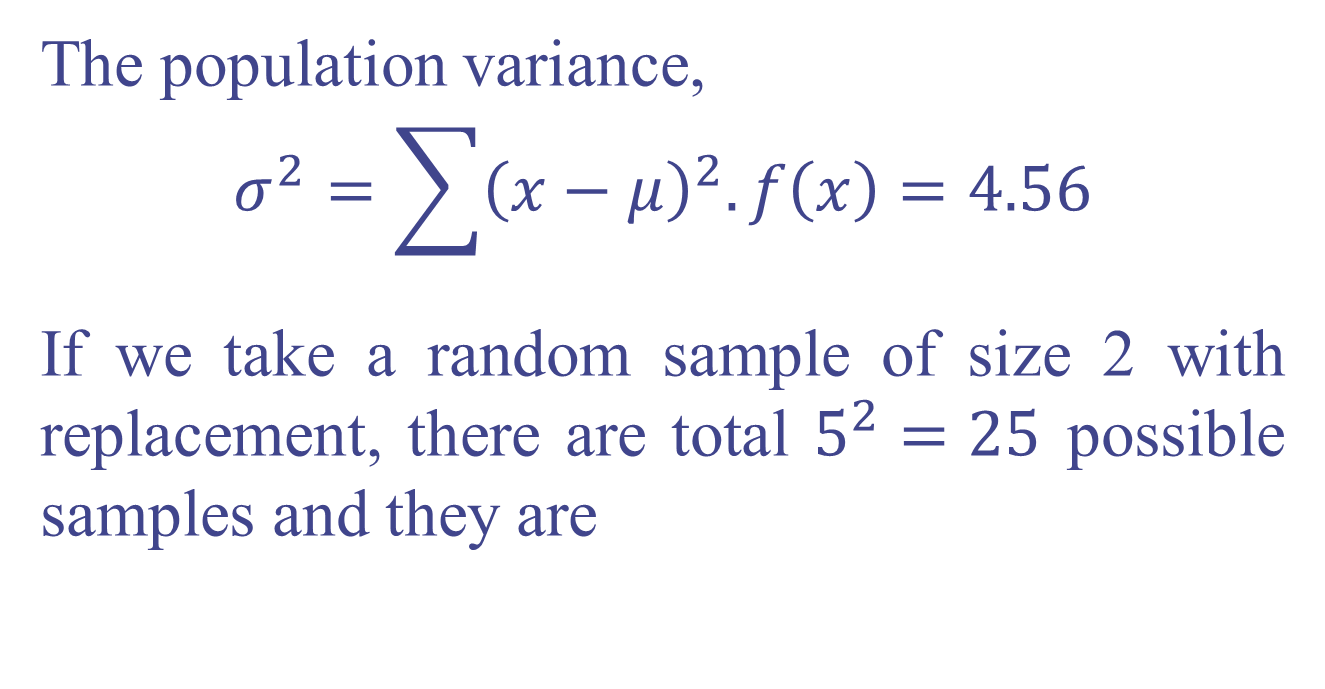 The population variance,
σ² = ∑(x − μ)².f(x) = 4.56
If we take a random sample of size 2 with
replacement, there are total 5² = 25 possible
samples and they are